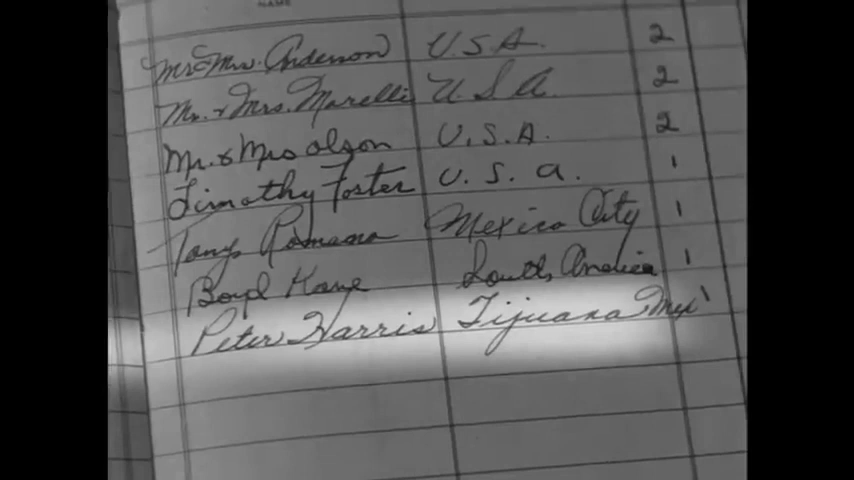 NAME
Mr & Mrs. Anderson U.S.A. 2
Mr. & Mrs. Marelli U.S.A. 2
Mr. & Mrs Olson U.S.A. 2
Timothy Foster U.S.a. 1
Tony Romano Mexico City 1
Boyd Kane South America 1
Peter Harris Tijuana Mex 1